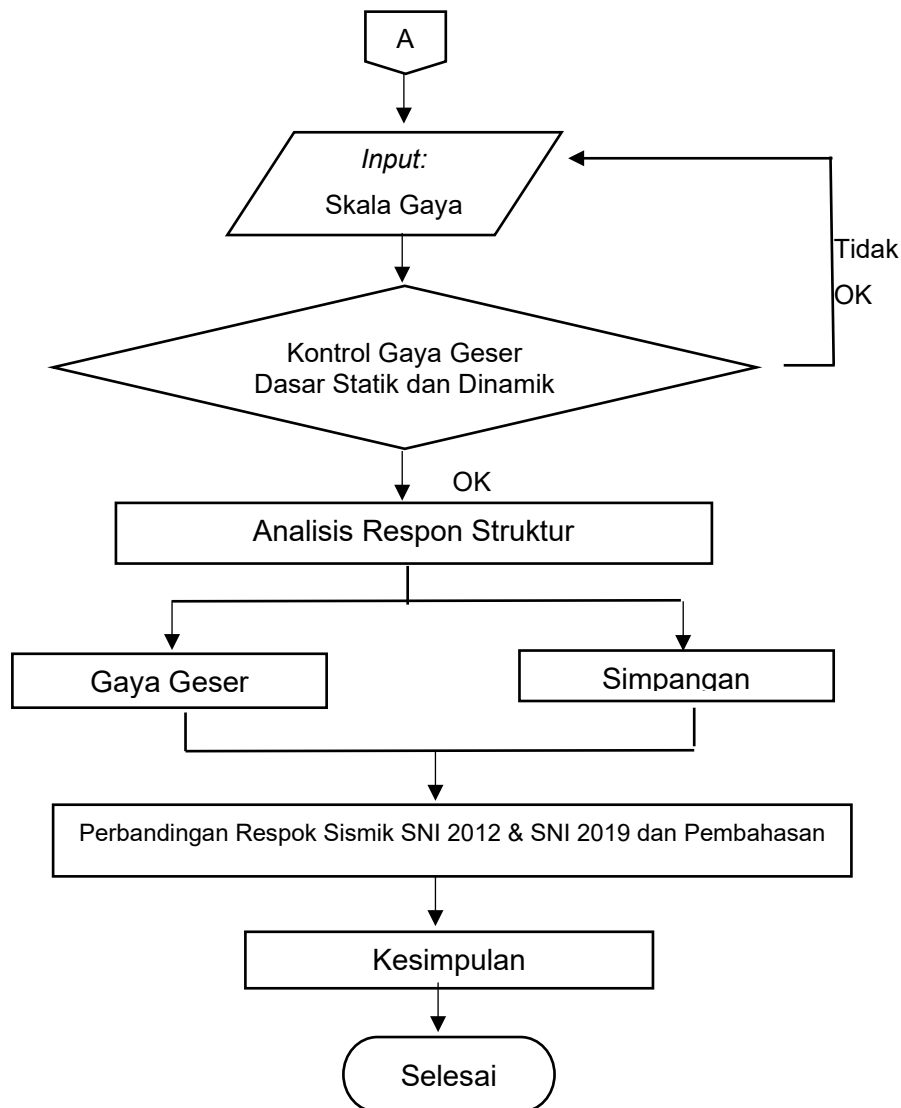 A
Input:
Skala Gaya
Tidak
OK
Kontrol Gaya Geser
Dasar Statik dan Dinamik
OK
Analisis Respon Struktur
Gaya Geser
Simpangan
Perbandingan Respok Sismik SNI 2012 & SNI 2019 dan Pembahasan
Kesimpulan
Selesai